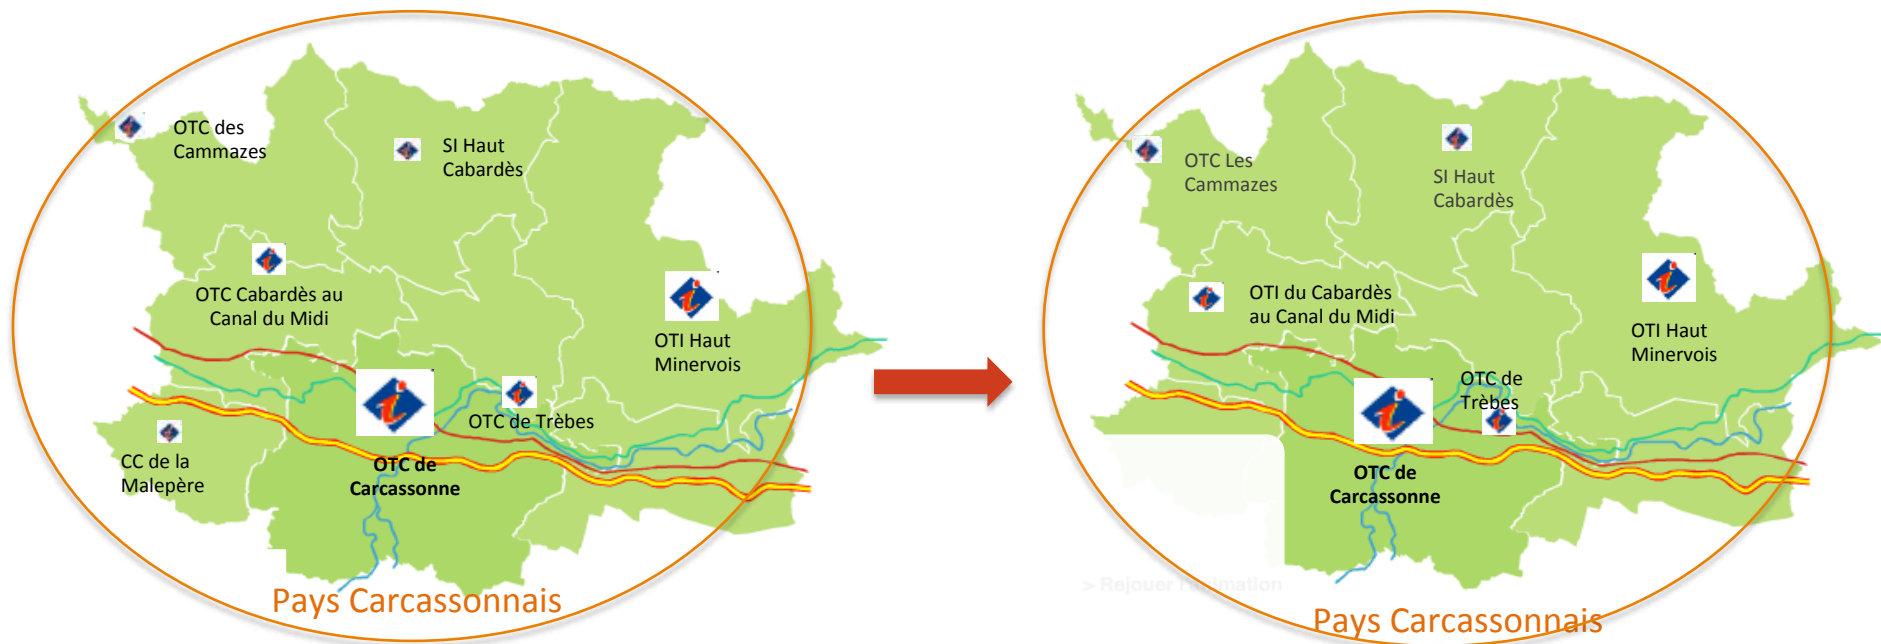 OTC des
Cammazes
SI Haut
Cabardès
OTC Cabardès au
Canal du Midi
OTI Haut
Minervois
OTC de Trèbes
CC de la
Malepère
OTC de
Carcassonne
Pays Carcassonnais
OTC Les
Cammazes
SI Haut
Cabardès
OTI du Cabardès
au Canal du Midi
OTI Haut
Minervois
OTC de
Trèbes
OTC de
Carcassonne
> Rejouer l'animation
Pays Carcassonnais